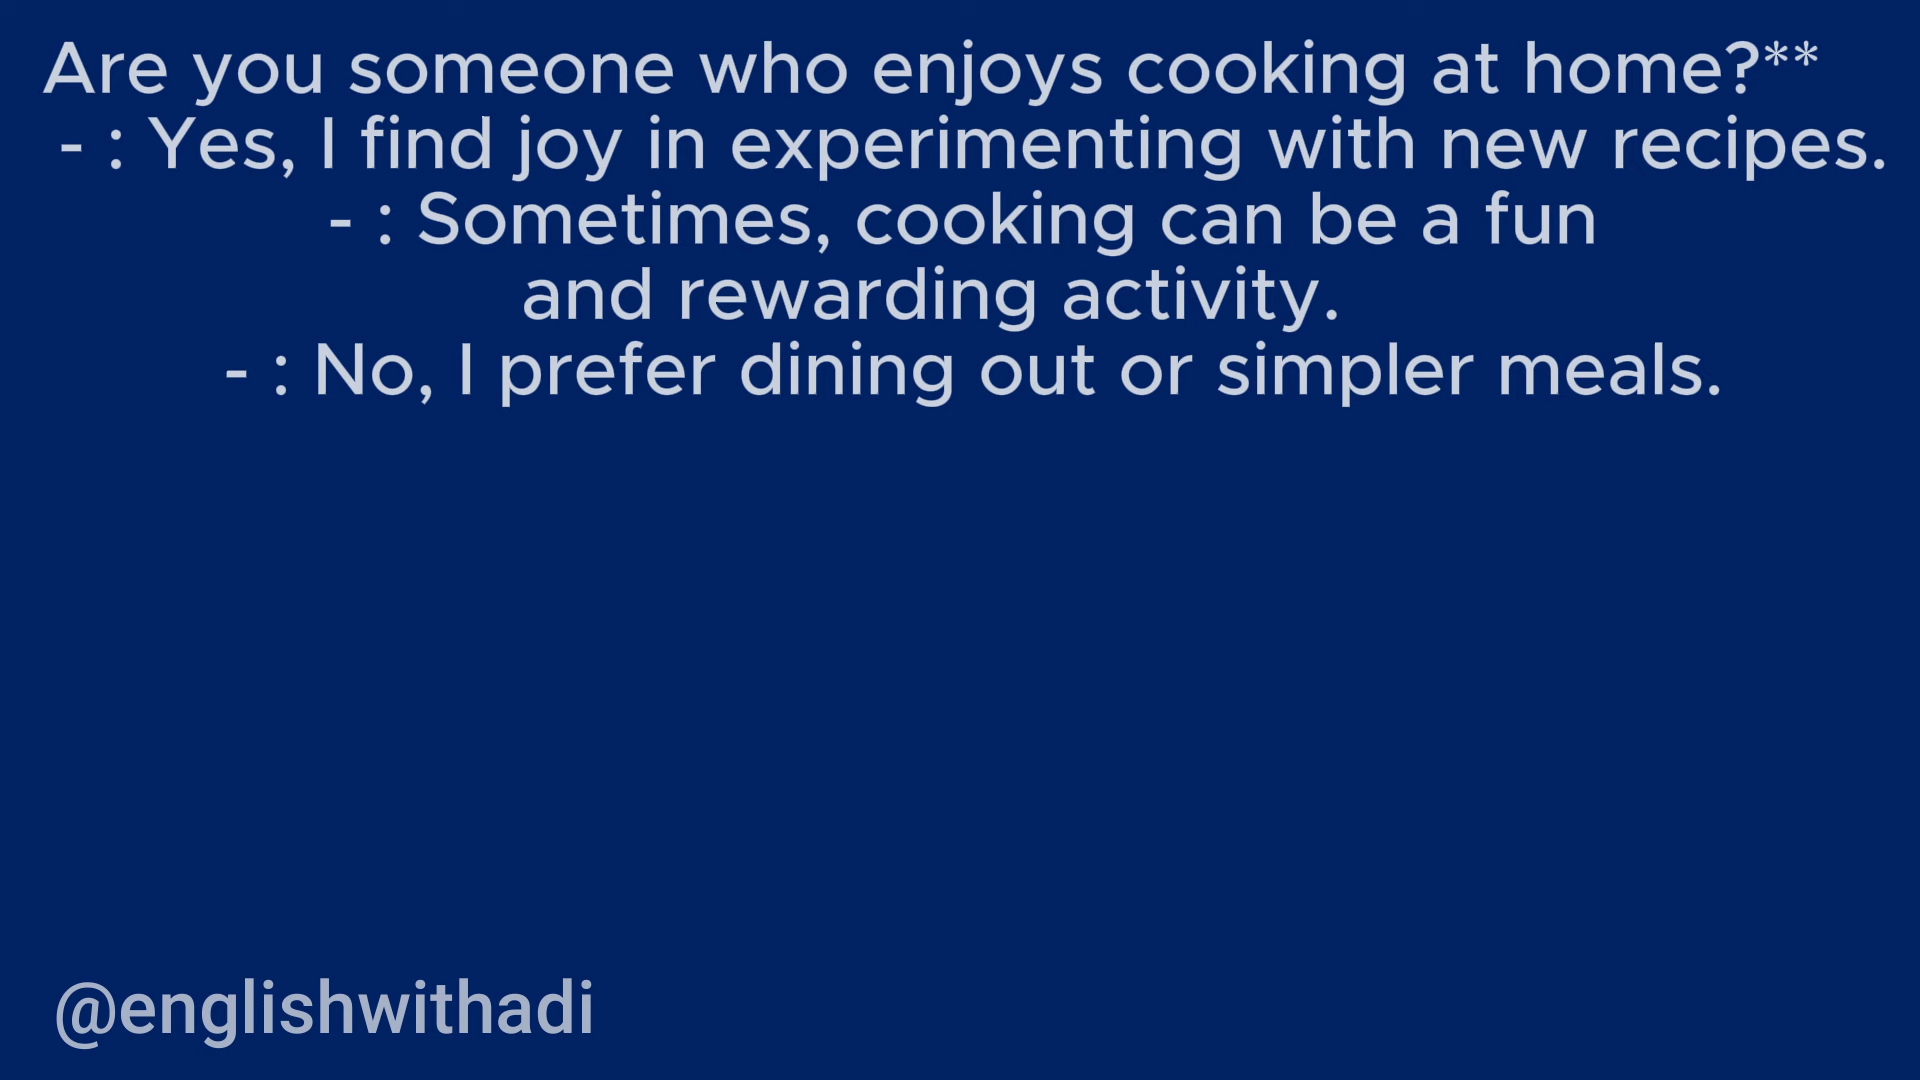 Are you someone who enjoys cooking at home?**
- : Yes, I find joy in experimenting with new recipes.
- : Sometimes, cooking can be a fun
and rewarding activity.
- : No, I prefer dining out or simpler meals.
@englishwithadi